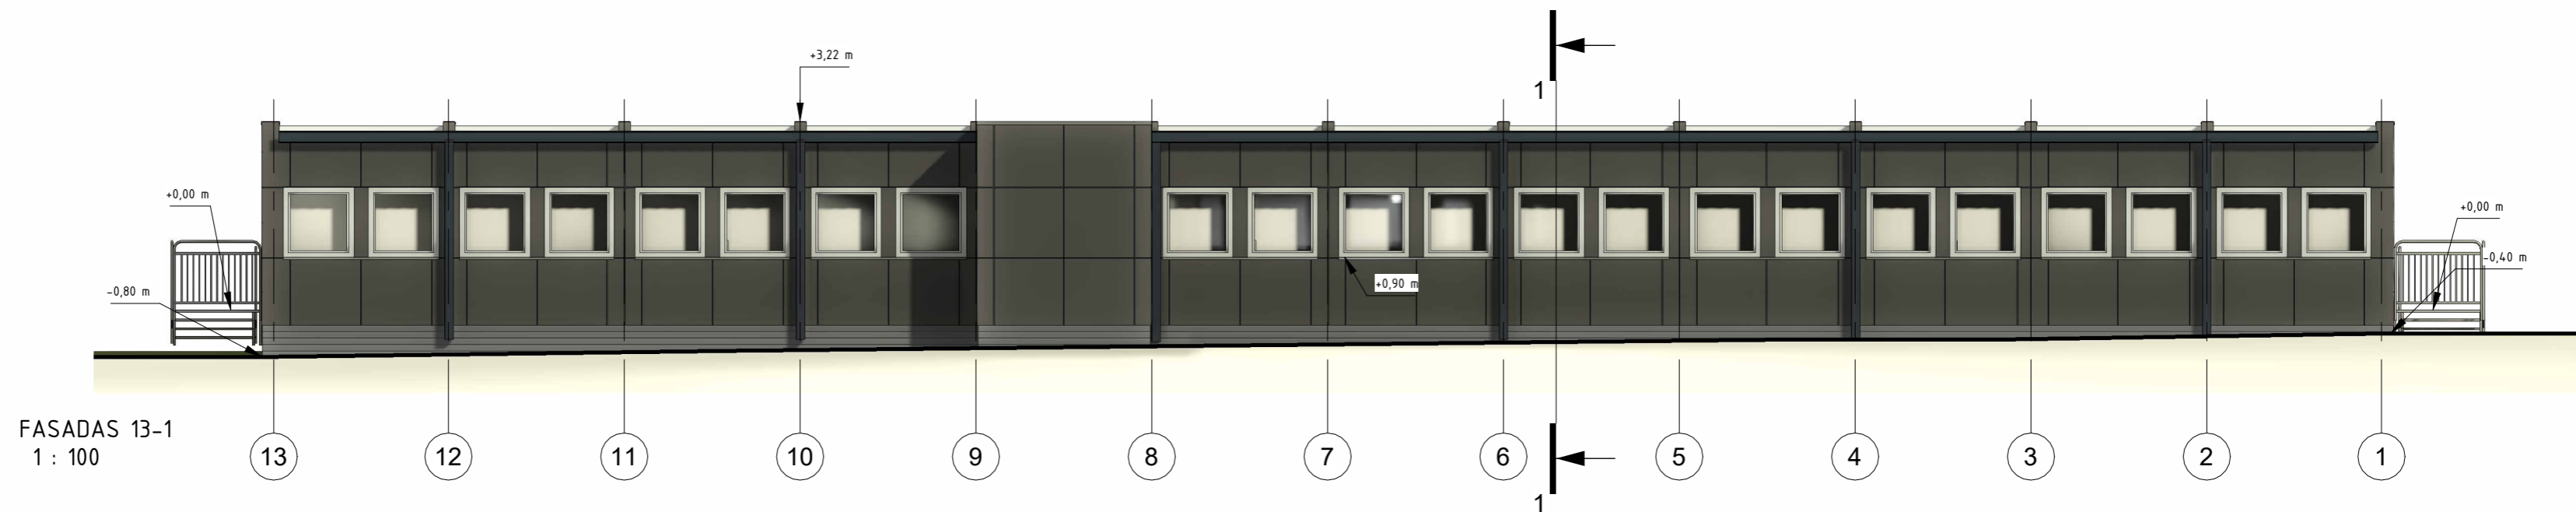 +3,22 m
1
+0,00 m
+0,00 m
-0,40 m
-0,80 m
+0,90 m
FASADAS 13-1
1 : 100
13 12 11 10 9 8 7 6 5 4 3 2 1
1